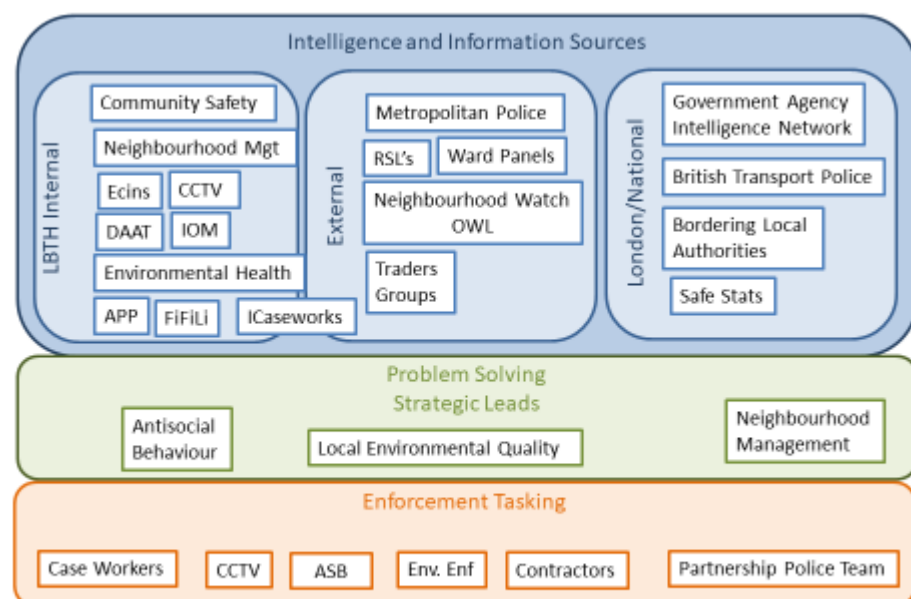 Intelligence and Information Sources
LBTH Internal
Community Safety
Neighbourhood Mgt
Ecins
CCTV
DAAT
IOM
Environmental Health
APP
FiFiLi
ICaseworks
External
Metropolitan Police
RSL's
Ward Panels
Neighbourhood Watch
OWL
Traders
Groups
London/National
Government Agency
Intelligence Network
British Transport Police
Bordering Local
Authorities
Safe Stats
Problem Solving
Strategic Leads
Antisocial
Behaviour
Local Environmental Quality
Neighbourhood
Management
Enforcement Tasking
Case Workers
CCTV
ASB
Env. Enf
Contractors
Partnership Police Team